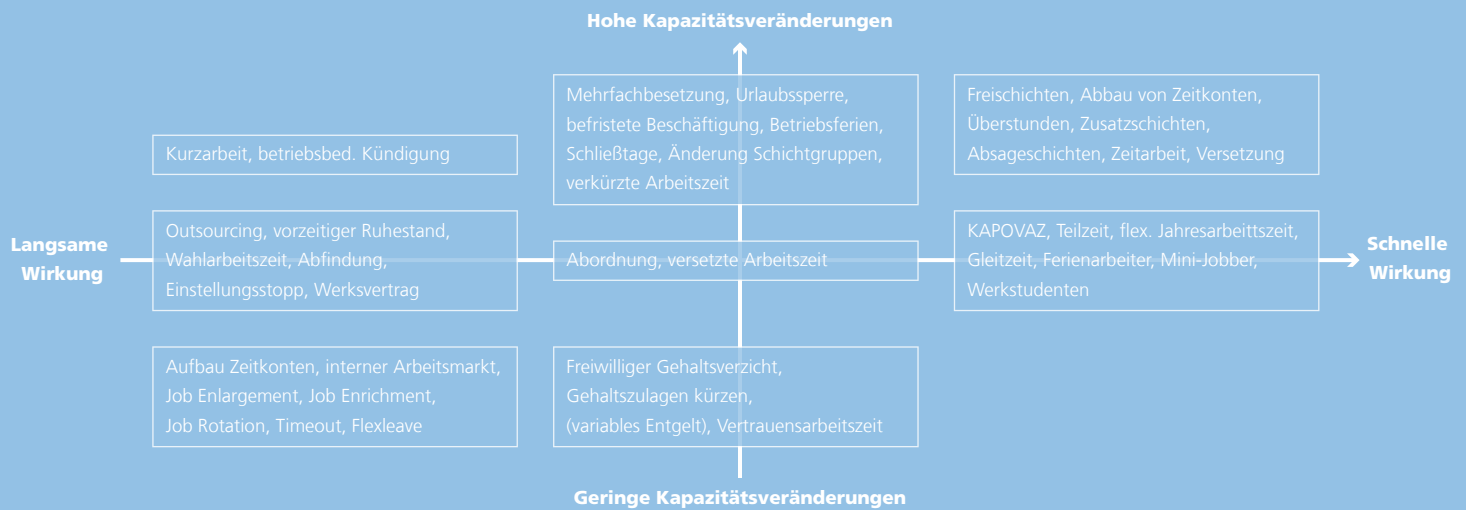 Hohe Kapazitätsveränderungen
Kurzarbeit, betriebsbed. Kündigung
Mehrfachbesetzung, Urlaubssperre,
befristete Beschäftigung, Betriebsferien,
Schließtage, Änderung Schichtgruppen,
verkürzte Arbeitszeit
Freischichten, Abbau von Zeitkonten,
Überstunden, Zusatzschichten,
Absageschichten, Zeitarbeit, Versetzung
Langsame
Wirkung
Outsourcing, vorzeitiger Ruhestand,
Wahlarbeitszeit, Abfindung,
Einstellungsstopp, Werksvertrag
Abordnung, versetzte Arbeitszeit
KAPOVAZ, Teilzeit, flex. Jahresarbeittszeit,
Gleitzeit, Ferienarbeiter, Mini-Jobber,
Werkstudenten
Schnelle
Wirkung
Aufbau Zeitkonten, interner Arbeitsmarkt,
Job Enlargement, Job Enrichment,
Job Rotation, Timeout, Flexleave
Freiwilliger Gehaltsverzicht,
Gehaltszulagen kürzen,
(variables Entgelt), Vertrauensarbeitszeit
Geringe Kapazitätsveränderungen